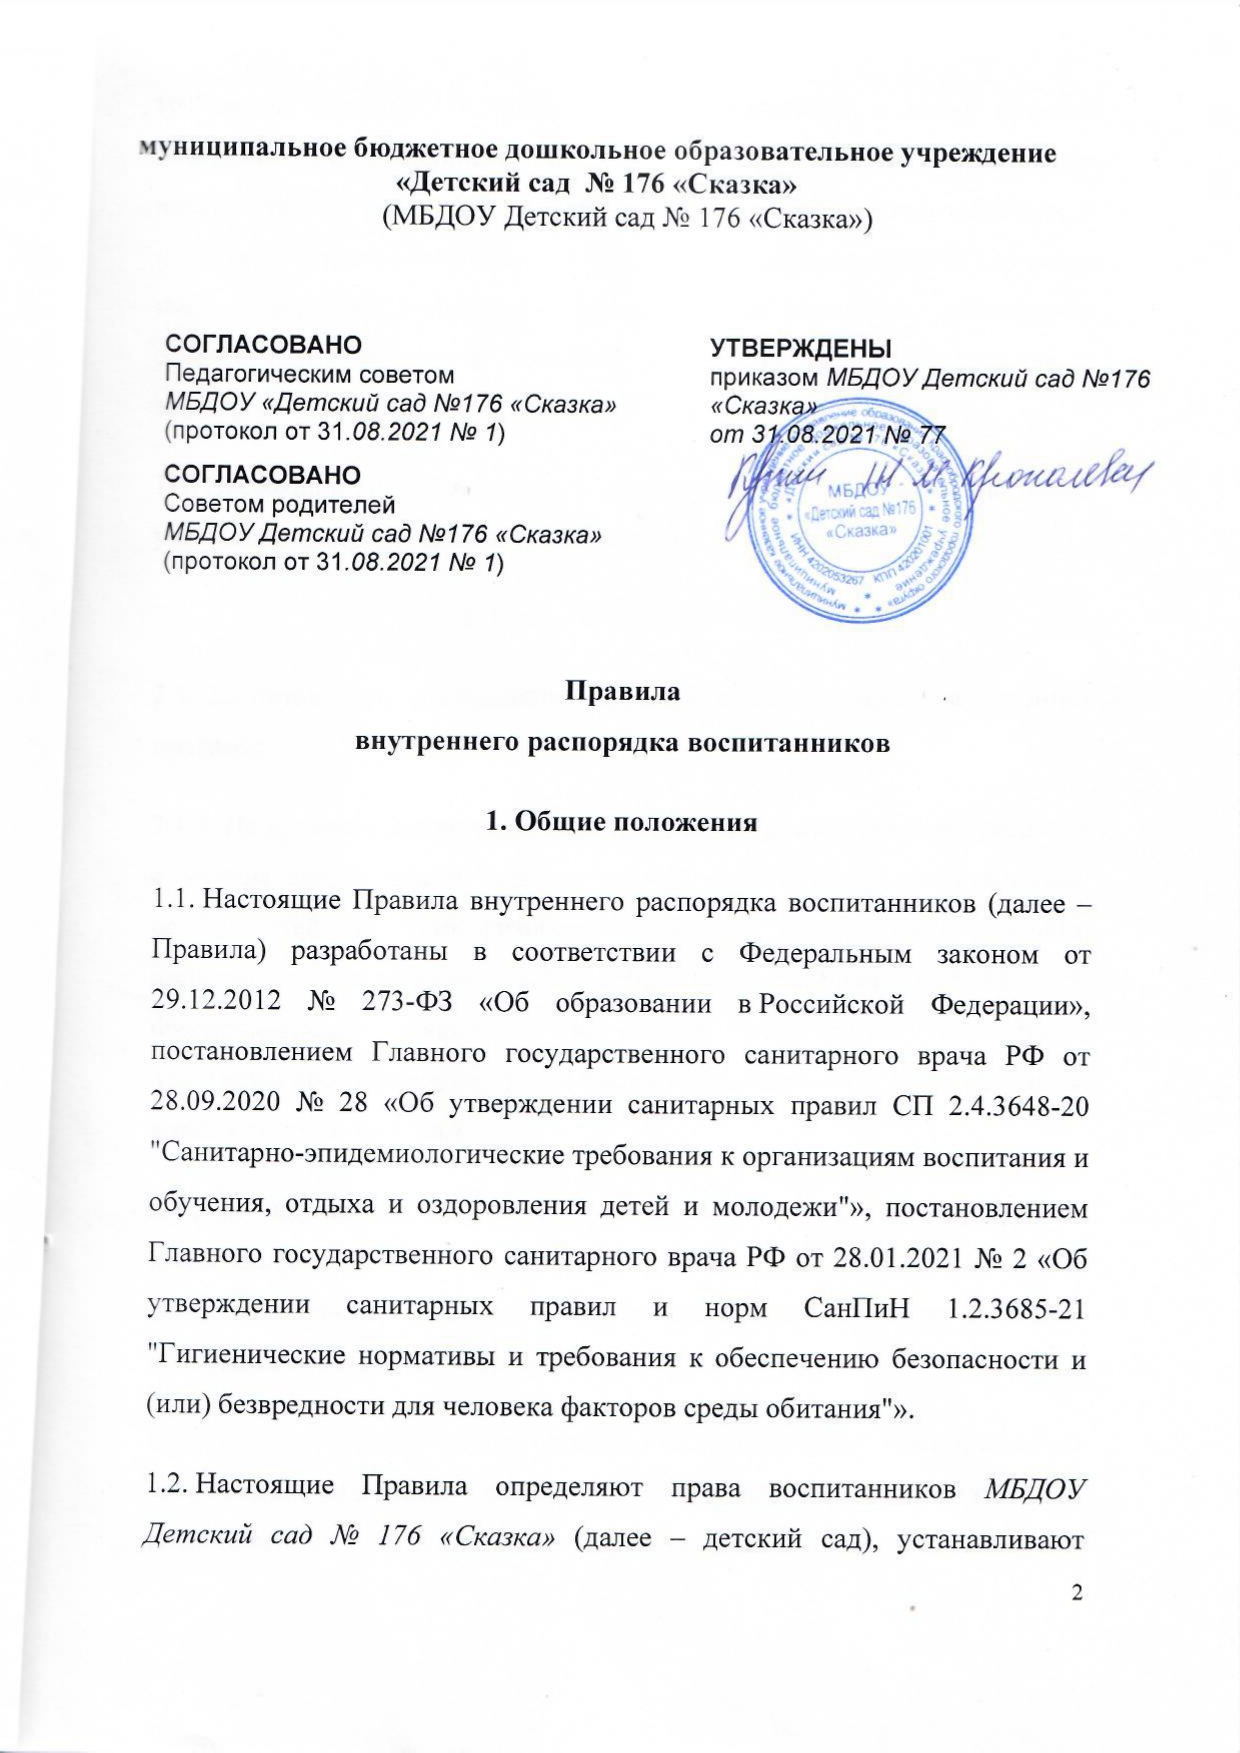 муниципальное бюджетное дошкольное образовательное учреждение
«Детский сад № 176 «Сказка»
(МБДОУ Детский сад № 176 «Сказка»)
СОГЛАСОВАНО
Педагогическим советом
МБДОУ «Детский сад №176 «Сказка»
(протокол от 31.08.2021 № 1)
СОГЛАСОВАНО
Советом родителей
МБДОУ Детский сад №176 «Сказка»
(протокол от 31.08.2021 № 1)
УТВЕРЖДЕНЫ
приказом МБДОУ Детский сад №176
«Сказка»
от 31.08.2021 № 77
МБДОУ
«Детский сад №176
«Сказка»
ИНН 4202053267 КПП 420201001
Правила
внутреннего распорядка воспитанников
1. Общие положения
1.1. Настоящие Правила внутреннего распорядка воспитанников (далее –
Правила) разработаны в соответствии с Федеральным законом от
29.12.2012 № 273-ФЗ «Об образовании в Российской Федерации»,
постановлением Главного государственного санитарного врача РФ от
28.09.2020 № 28 «Об утверждении санитарных правил СП 2.4.3648-20
"Санитарно-эпидемиологические требования к организациям воспитания и
обучения, отдыха и оздоровления детей и молодежи"», постановлением
Главного государственного санитарного врача РФ от 28.01.2021 № 2 «Об
утверждении санитарных правил и норм СанПиН 1.2.3685-21
"Гигиенические нормативы и требования к обеспечению безопасности и
(или) безвредности для человека факторов среды обитания"».
1.2. Настоящие Правила определяют права воспитанников МБДОУ
Детский сад № 176 «Сказка» (далее – детский сад), устанавливают
2